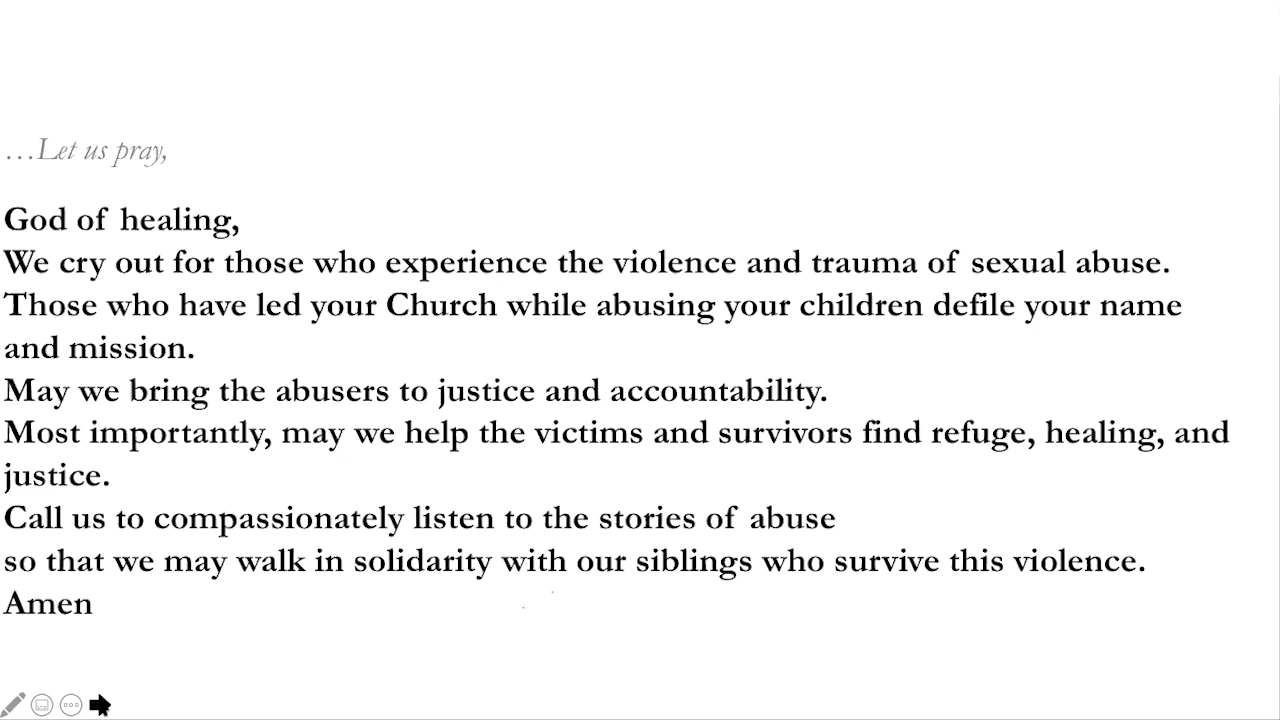 …Let us pray,
God of healing,
We cry out for those who experience the violence and trauma of sexual abuse.
Those who have led your Church while abusing your children defile your name
and mission.
May we bring the abusers to justice and accountability.
Most importantly, may we help the victims and survivors find refuge, healing, and
justice.
Call us to compassionately listen to the stories of abuse
so that we may walk in solidarity with our siblings who survive this violence.
Amen